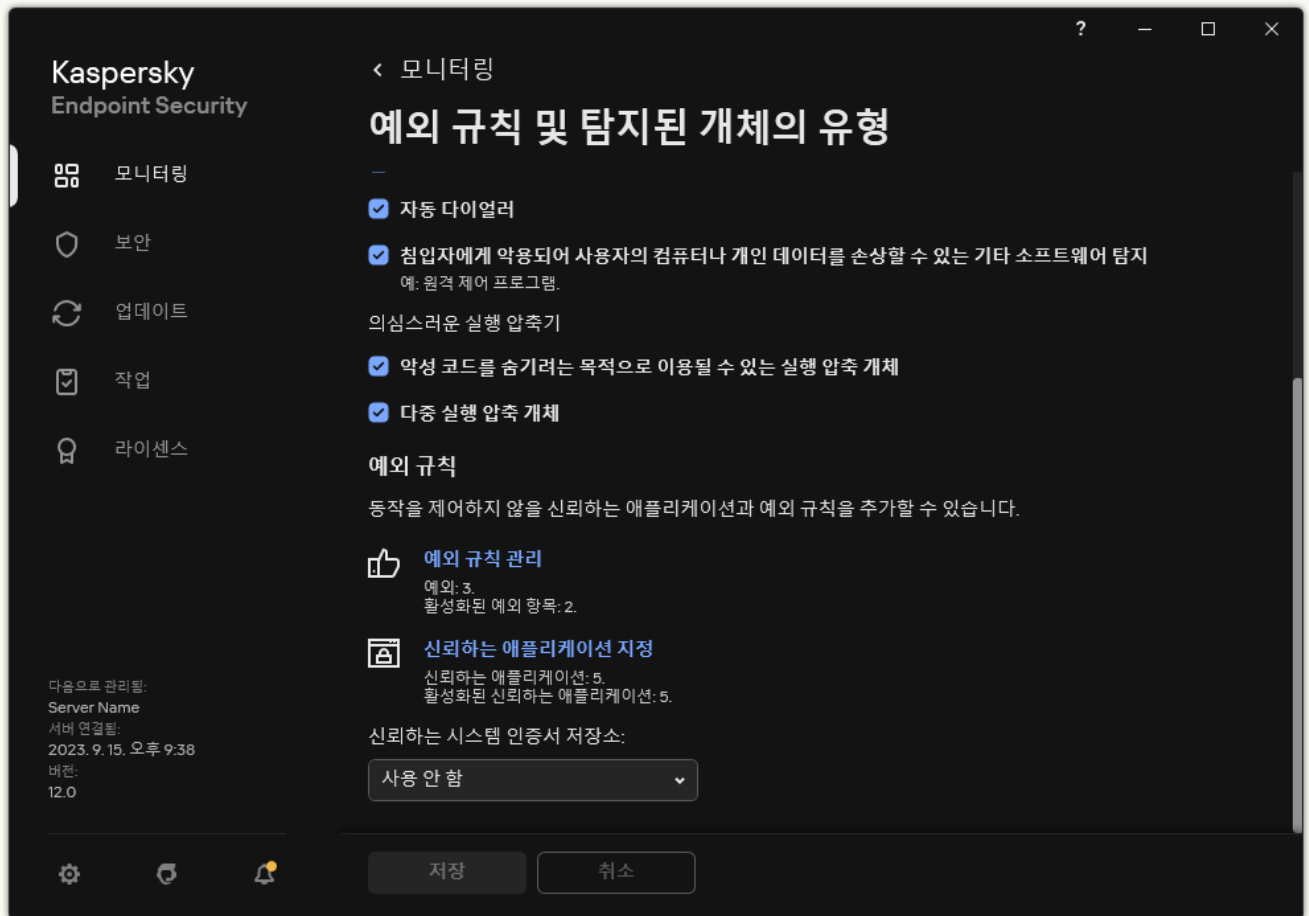 ?
Kaspersky
Endpoint Security
모니터링
보안
업데이트
작업
라이센스
다음으로 관리됨:
Server Name
서버 연결됨:
2023. 9. 15. 오후 9:38
버전:
12.0
모니터링
예외 규칙 및 탐지된 개체의 유형
자동 다이얼러
침입자에게 악용되어 사용자의 컴퓨터나 개인 데이터를 손상할 수 있는 기타 소프트웨어 탐지
예: 원격 제어 프로그램.
의심스러운 실행 압축기
악성 코드를 숨기려는 목적으로 이용될 수 있는 실행 압축 개체
다중 실행 압축 개체
예외 규칙
동작을 제어하지 않을 신뢰하는 애플리케이션과 예외 규칙을 추가할 수 있습니다.
예외 규칙 관리
예외: 3.
활성화된 예외 항목: 2.
신뢰하는 애플리케이션 지정
신뢰하는 애플리케이션: 5.
활성화된 신뢰하는 애플리케이션: 5.
신뢰하는 시스템 인증서 저장소:
사용 안 함
저장
취소